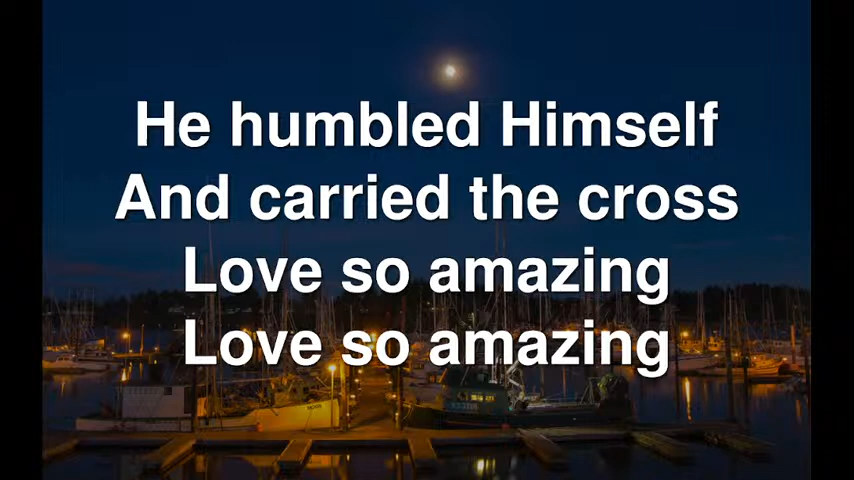 He humbled Himself
And carried the cross
Love so amazing
Love so amazing